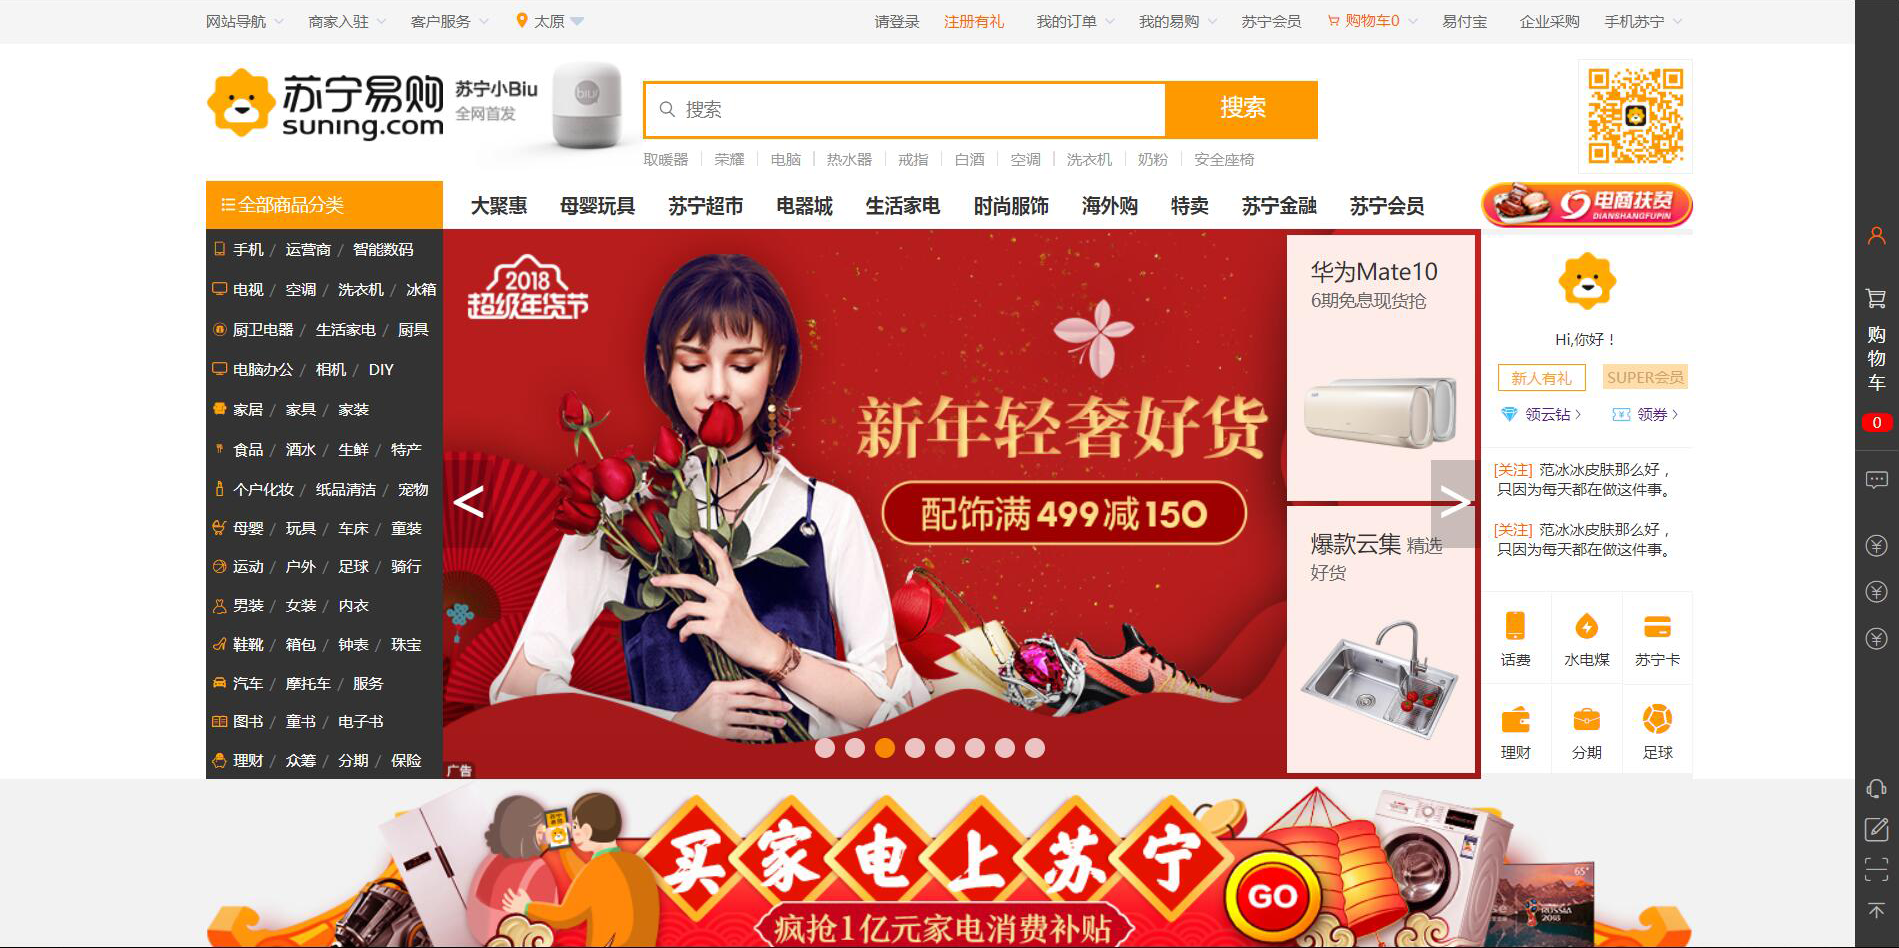 网站导航 商家入驻 客户服务 太原 请登录 注册有礼 我的订单 我的易购 苏宁会员 购物车0 易付宝 企业采购 手机苏宁
苏宁易购
suning.com
苏宁小Biu
全网首发
BIU
搜索 搜索
取暖器 荣耀 电脑 热水器 戒指 白酒 空调 洗衣机 奶粉 安全座椅
全部商品分类 大聚惠 母婴玩具 苏宁超市 电器城 生活家电 时尚服饰 海外购 特卖 苏宁金融 苏宁会员
电商扶贫
DIANSHANGFUPIN
手机 / 运营商 / 智能数码
电视 / 空调 / 洗衣机 / 冰箱
厨卫电器 / 生活家电 / 厨具
电脑办公 / 相机 / DIY
家居 / 家具 / 家装
食品 / 酒水 / 生鲜 / 特产
个户化妆 / 纸品清洁 / 宠物
母婴 / 玩具 / 车床 / 童装
运动 / 户外 / 足球 / 骑行
男装 / 女装 / 内衣
鞋靴 / 箱包 / 钟表 / 珠宝
汽车 / 摩托车 / 服务
图书 / 童书 / 电子书
理财 / 众筹 / 分期 / 保险
2018
超级年货节
新年轻奢好货
配饰满499减150
< >
广告
华为Mate10
6期免息现货抢
爆款云集 精选
好货
Hi,你好！
新人有礼 SUPER会员
领云钻 > 领券 >
[关注] 范冰冰皮肤那么好，
只因为每天都在做这件事。
[关注] 范冰冰皮肤那么好，
只因为每天都在做这件事。
话费 水电煤 苏宁卡
理财 分期 足球
购
物
车
0
买家电上苏宁
疯抢1亿元家电消费补贴
GO
65"
RUSSIA
2018